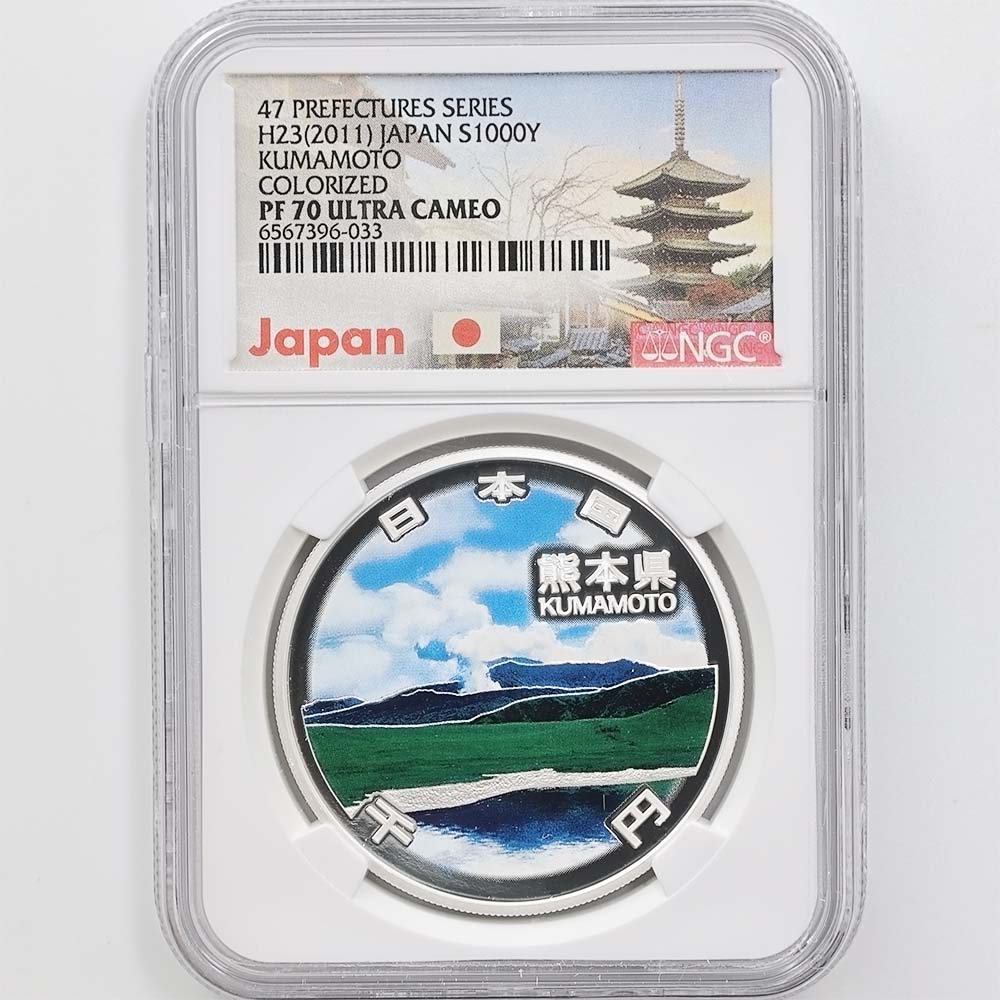 47 PREFECTURES SERIES
H23(2011) JAPAN S1000Y
KUMAMOTO
COLORIZED
PF 70 ULTRA CAMEO
6567396-033
Japan
NGC®
日本国
熊本県
KUMAMOTO
千円